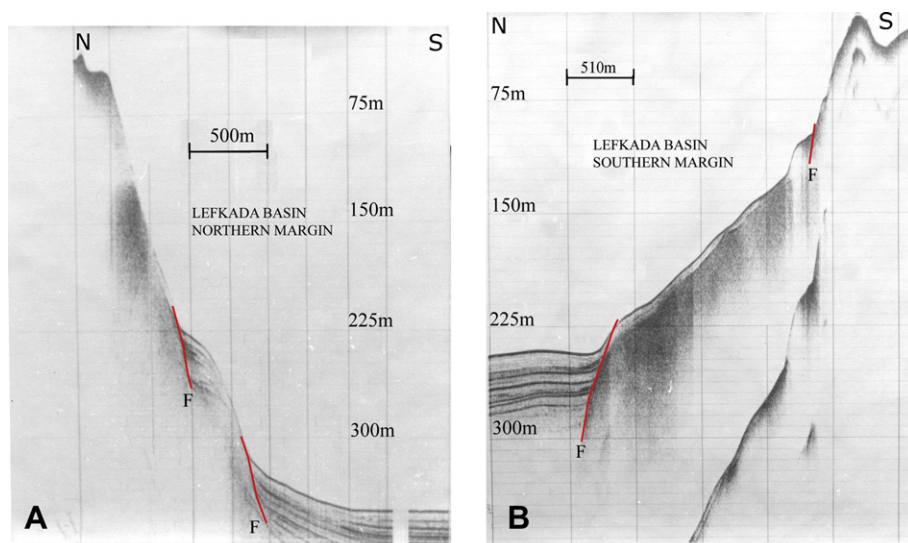 N
S
75m
500m
LEFKADA BASIN
NORTHERN MARGIN
150m
225m
F
300m
F
A
N
S
510m
75m
LEFKADA BASIN
SOUTHERN MARGIN
F
150m
225m
300m
F
B